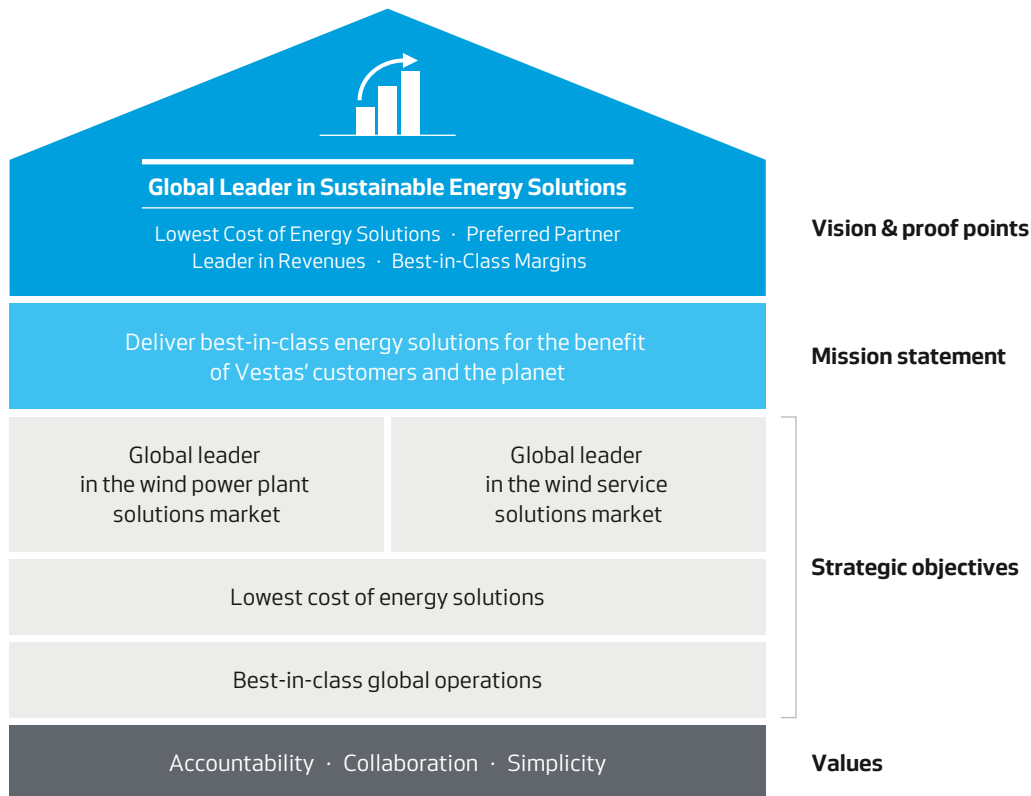 Global Leader in Sustainable Energy Solutions
Lowest Cost of Energy Solutions · Preferred Partner
Leader in Revenues · Best-in-Class Margins
Vision & proof points
Deliver best-in-class energy solutions for the benefit
of Vestas’ customers and the planet
Mission statement
Global leader
in the wind power plant
solutions market
Global leader
in the wind service
solutions market
Strategic objectives
Lowest cost of energy solutions
Best-in-class global operations
Accountability · Collaboration · Simplicity
Values